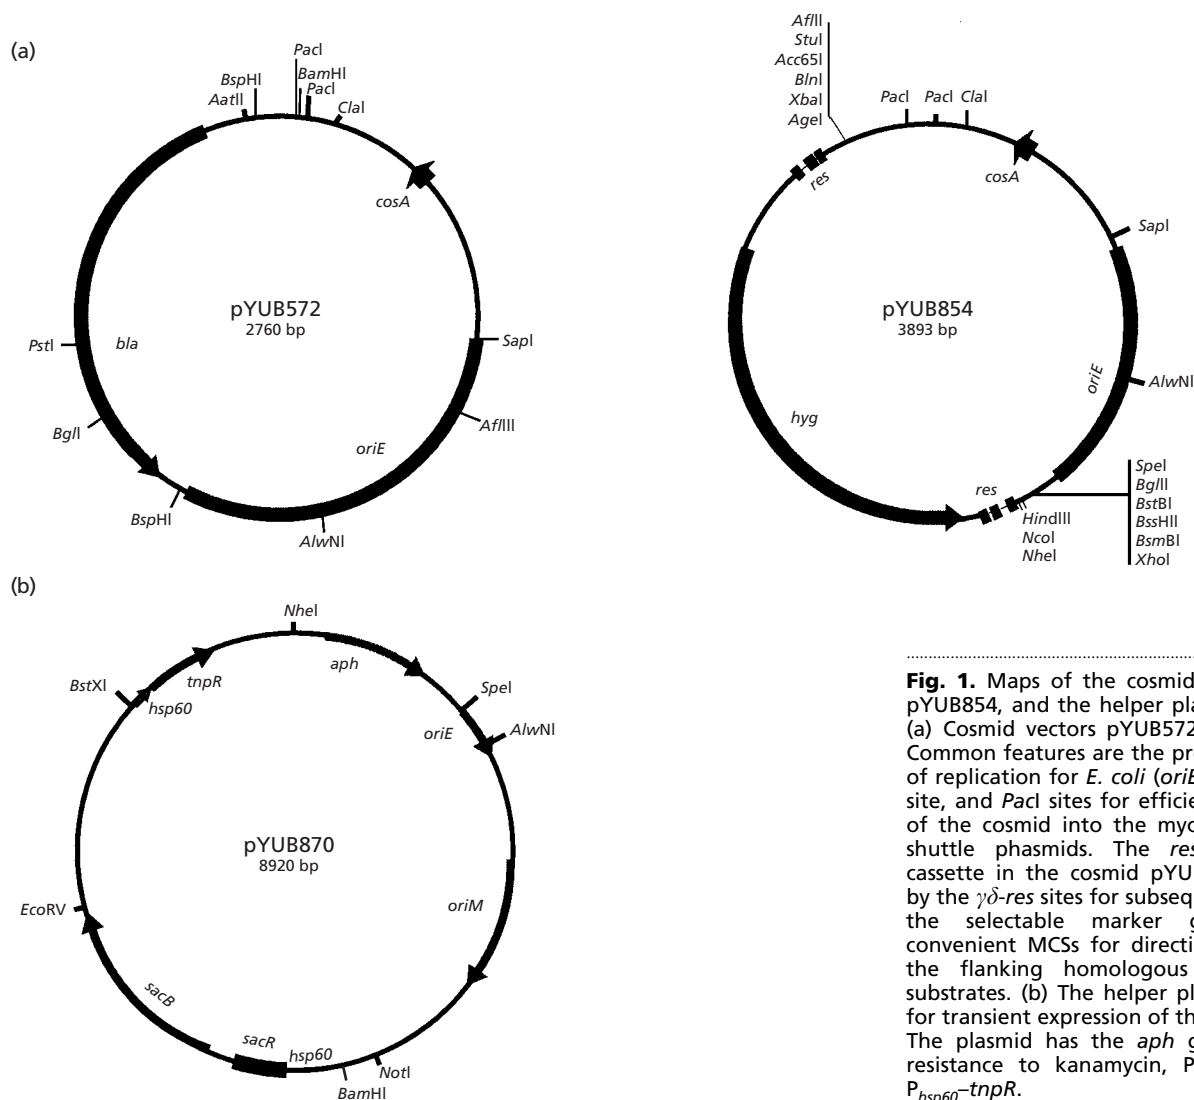 (a)
PacI
BamHI
PacI
BspHI
AatII
ClaI
cosA
pYUB572
2760 bp
SapI
PstI
bla
AflIII
BglI
oriE
BspHI
AlwNI
AflII
StuI
Acc65I
BlnI
XbaI
AgeI
PacI PacI ClaI
res
cosA
SapI
pYUB854
3893 bp
AlwNI
oriE
hyg
res
HindIII
NcoI
NheI
SpeI
BglII
BstBI
BssHII
BsmBI
XhoI
(b)
NheI
aph
tnpR
BstXI
hsp60
SpeI
oriE
AlwNI
pYUB870
8920 bp
EcoRV
oriM
sacB
sacR
hsp60
NotI
BamHI
Fig. 1. Maps of the cosmid
pYUB854, and the helper pla
(a) Cosmid vectors pYUB572
Common features are the pr
of replication for E. coli (oriE
site, and PacI sites for efficie
of the cosmid into the myc
shuttle phasmids. The res
cassette in the cosmid pYU
by the γδ-res sites for subseq
the selectable marker g
convenient MCSs for directi
the flanking homologous
substrates. (b) The helper pl
for transient expression of th
The plasmid has the aph g
resistance to kanamycin, P
Phsp60–tnpR.